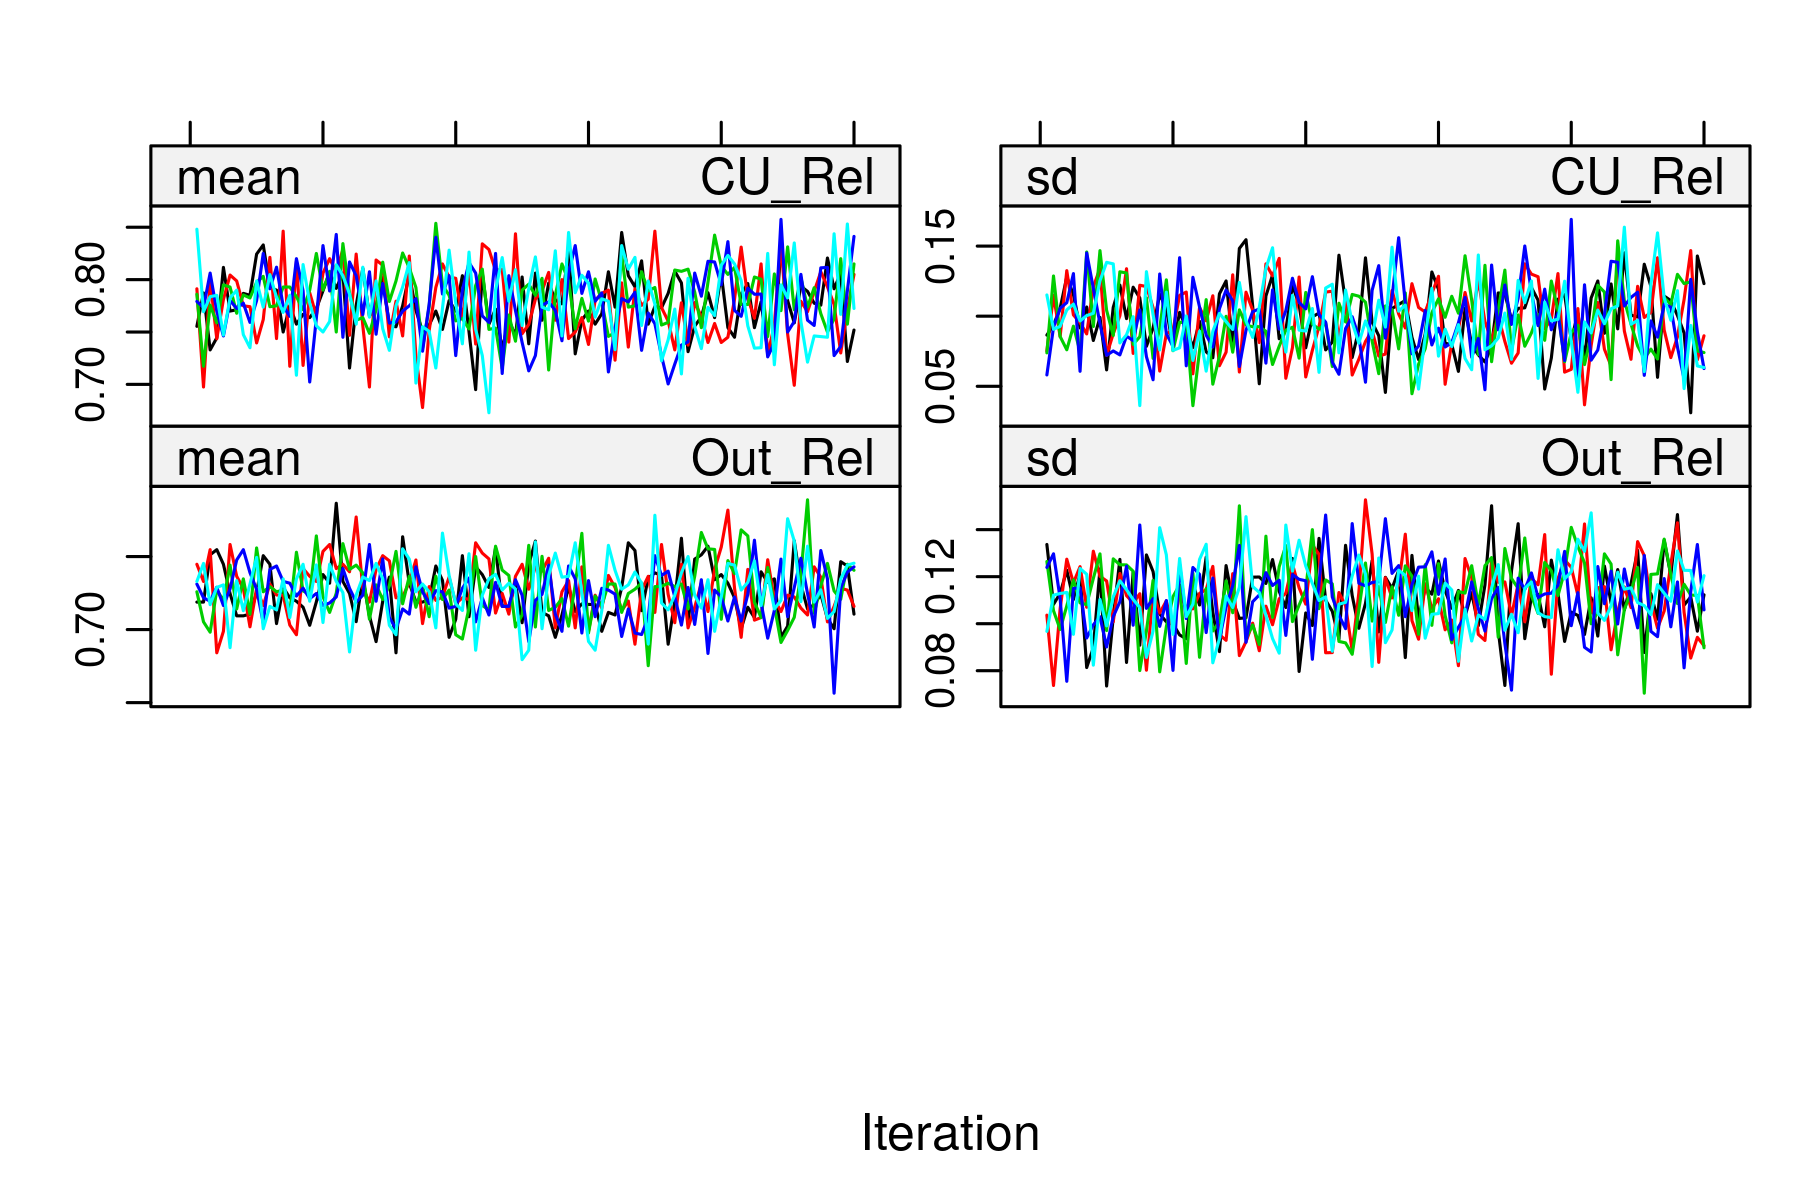 mean CU_Rel
sd CU_Rel
0.80
0.70
0.15
0.05
mean Out_Rel
sd Out_Rel
0.70
0.12
0.08
Iteration